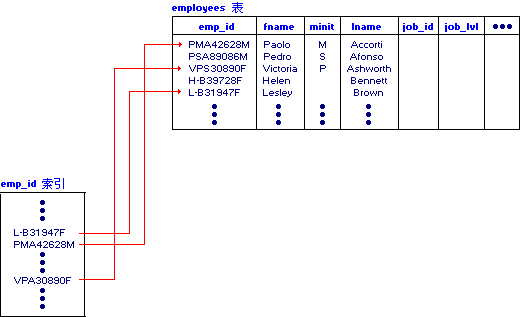 employees 表
emp_id fname minit lname job_id job_lvl
PMA42628M Paolo M Accorti
PSA89086M Pedro S Afonso
VPS30890F Victoria P Ashworth
H-B39728F Helen Bennett
L-B31947F Lesley Brown
emp_id 索引
L-B31947F
PMA42628M
VPA30890F